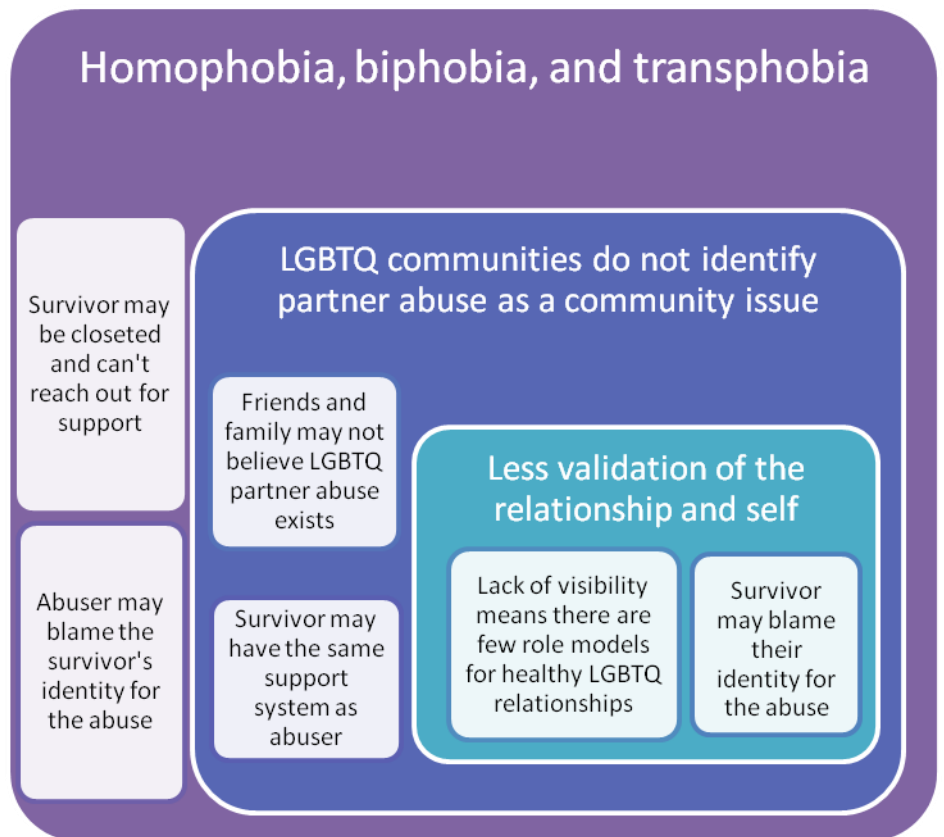 Homophobia, biphobia, and transphobia
LGBTQ communities do not identify
partner abuse as a community issue
Survivor may
be closeted
and can't
reach out for
support
Abuser may
blame the
survivor's
identity for
the abuse
Friends and
family may not
believe LGBTQ
partner abuse
exists
Survivor may
have the same
support
system as
abuser
Less validation of the
relationship and self
Lack of visibility
means there are
few role models
for healthy LGBTQ
relationships
Survivor
may blame
their
identity for
the abuse